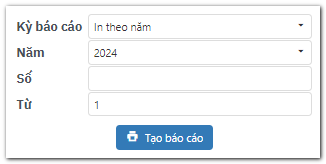 Kỳ báo cáo In theo năm
Năm 2024
Số
Từ 1
Tạo báo cáo